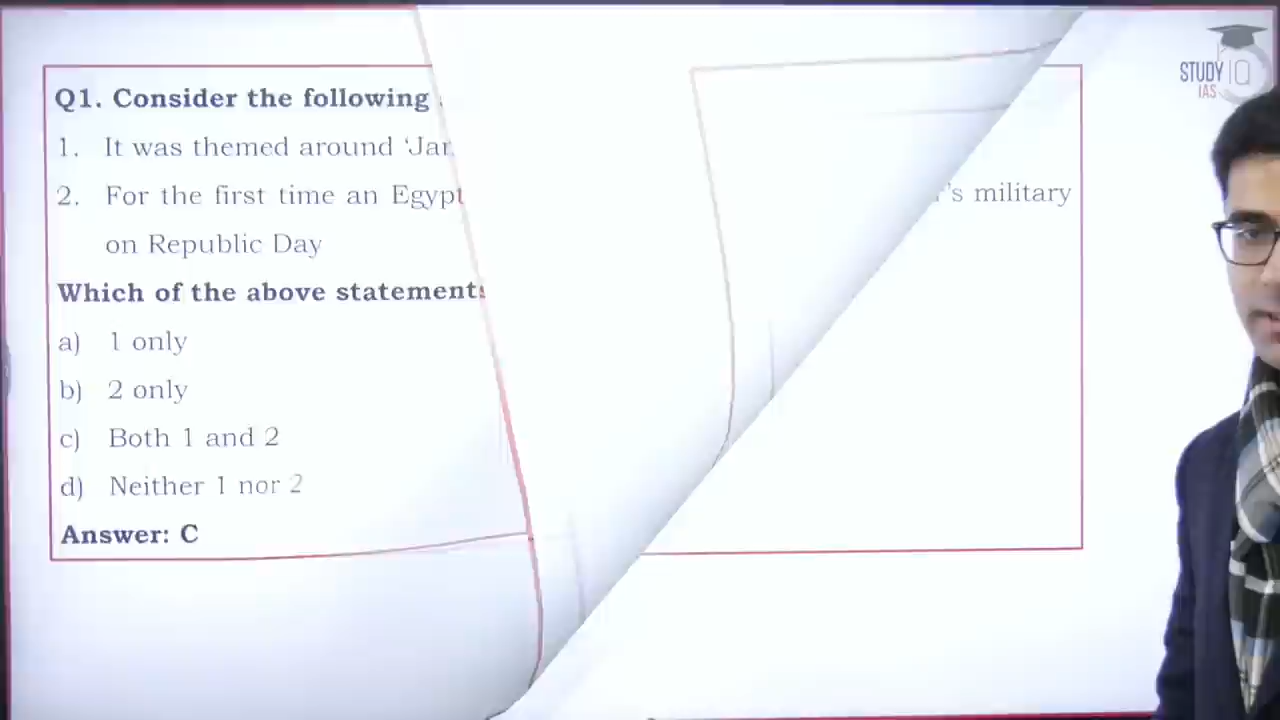 Q1. Consider the following
1. It was themed around ‘Jan
2. For the first time an Egypt 's military
on Republic Day
Which of the above statements
a) 1 only
b) 2 only
c) Both 1 and 2
d) Neither 1 nor 2
Answer: C
STUDY IQ
IAS